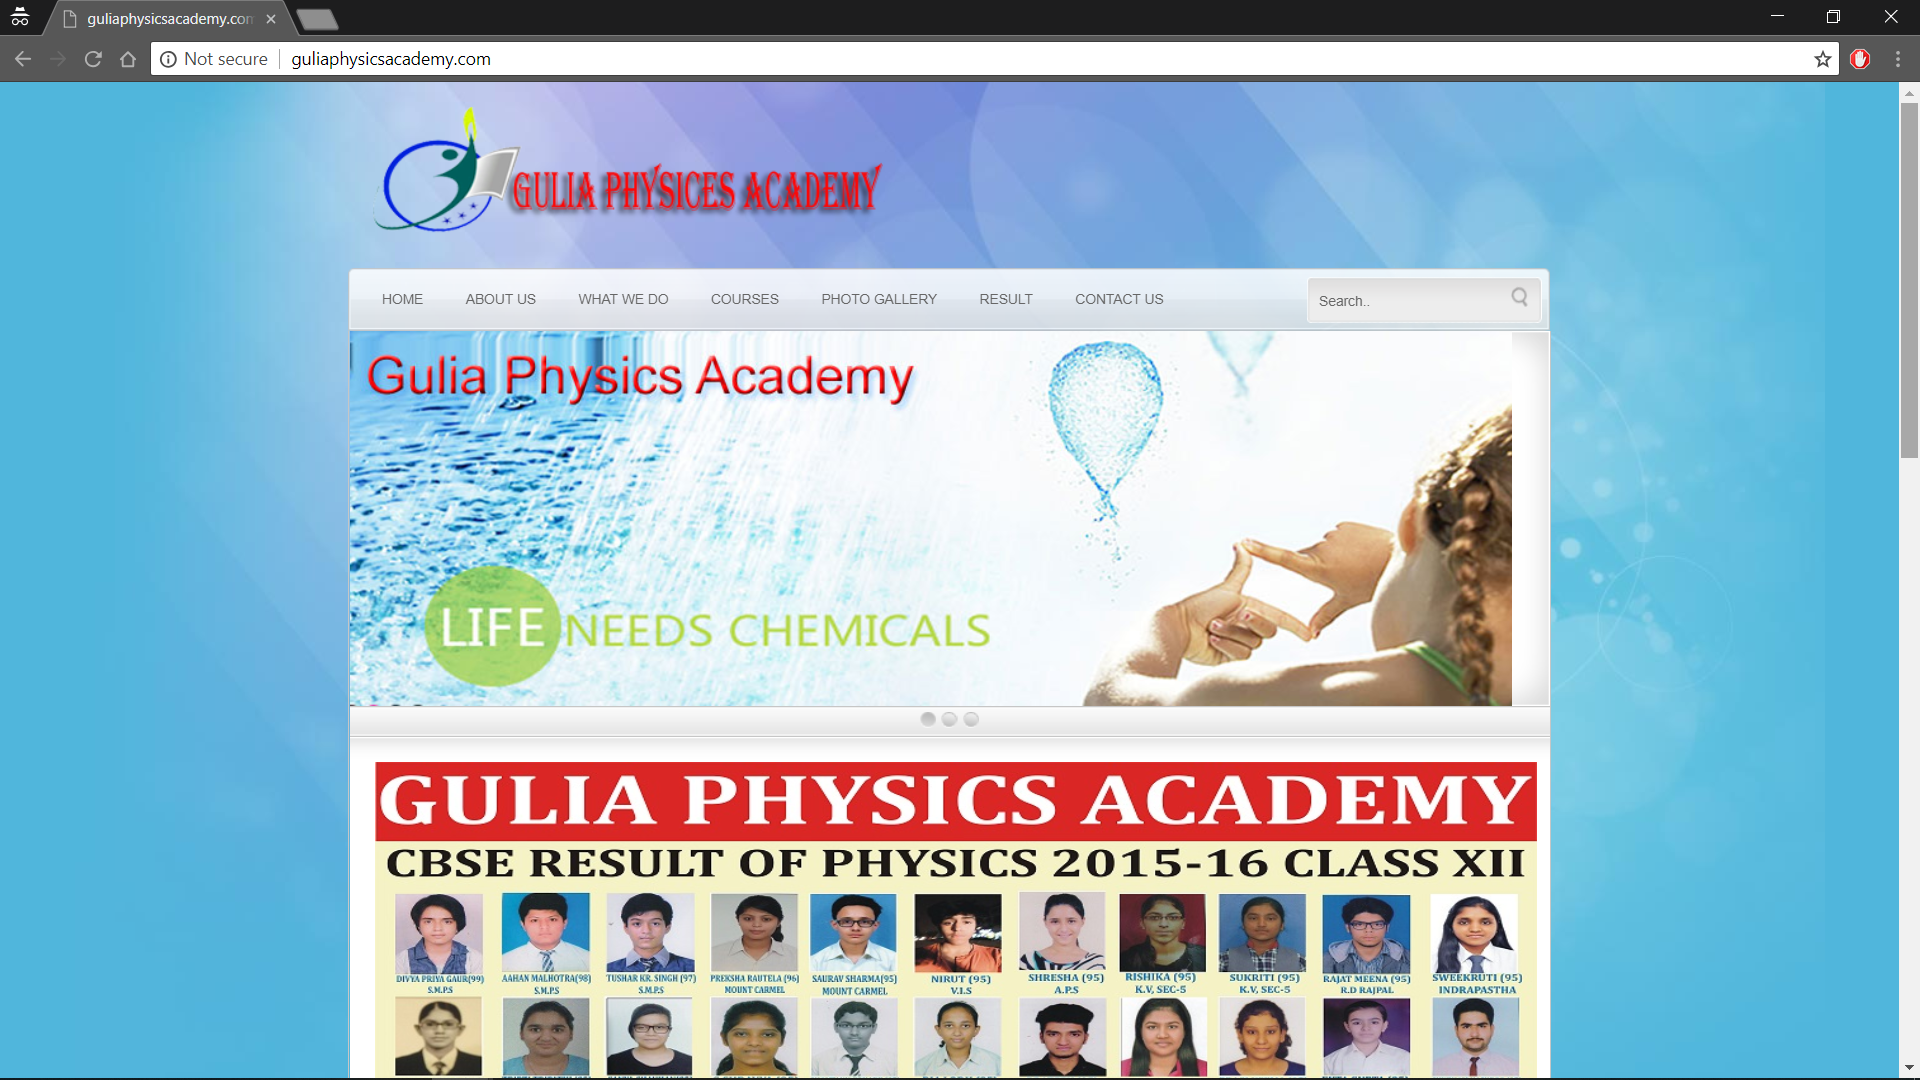 guliaphysicsacademy.com
Not secure
guliaphysicsacademy.com
GULIA PHYSICES ACADEMY
HOME
ABOUT US
WHAT WE DO
COURSES
PHOTO GALLERY
RESULT
CONTACT US
Search..
Gulia Physics Academy
LIFE NEEDS CHEMICALS
GULIA PHYSICS ACADEMY
CBSE RESULT OF PHYSICS 2015-16 CLASS XII
DIVYA PRIYA GAUR(99)
S.M.P.S
AAHAN MALHOTRA(98)
S.M.P.S
TUSHAR KR. SINGH (97)
S.M.P.S
PREKSHA RAUTELA (96)
MOUNT CARMEL
SAURAV SHARMA(95)
MOUNT CARMEL
NIRUT (95)
V.I.S
SHRESHA (95)
A.P.S
RISHIKA (95)
K.V, SEC-5
SUKRITI (95)
K.V, SEC-5
RAJAT MEENA (95)
R.D RAJPAL
SWEEKRUTI (95)
INDRAPASTHA